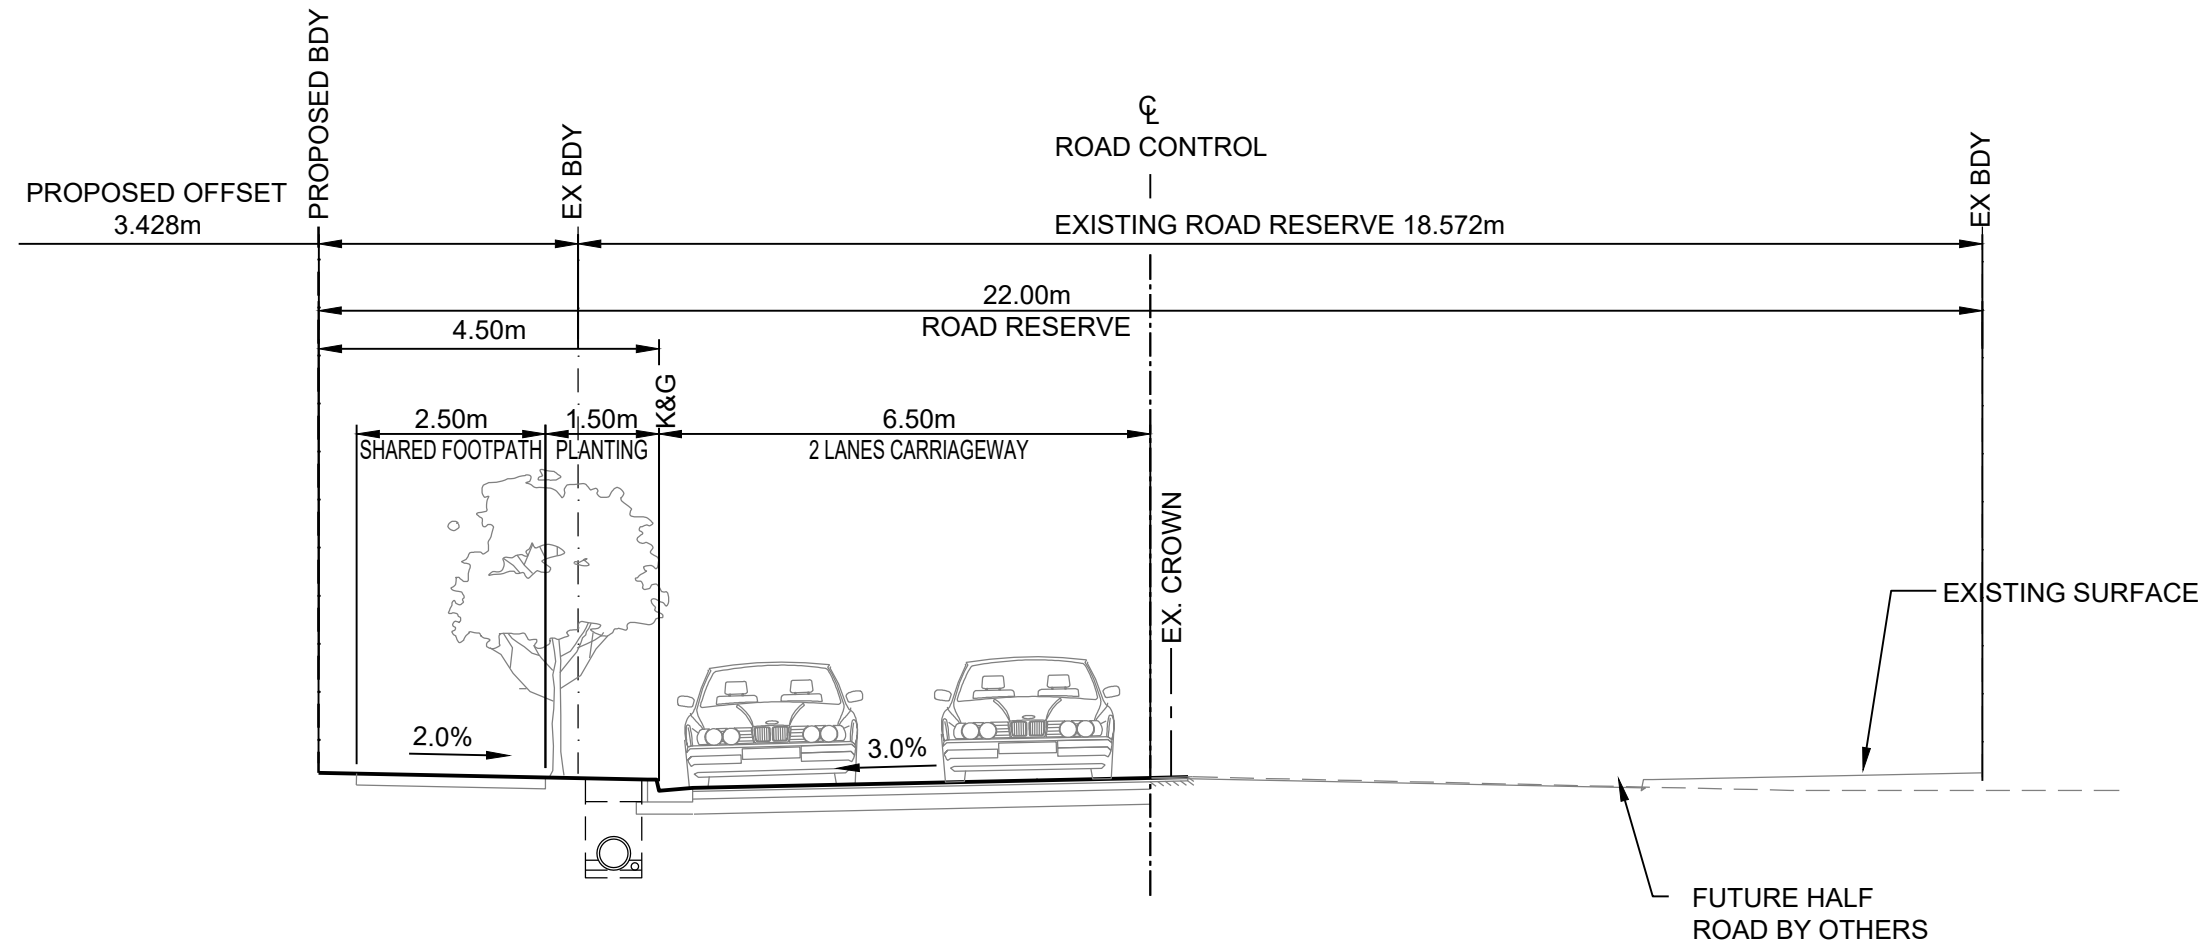 PROPOSED BDY
EX BDY
℄
ROAD CONTROL
EX BDY
PROPOSED OFFSET
3.428m
EXISTING ROAD RESERVE 18.572m
22.00m
ROAD RESERVE
4.50m
K&G
2.50m
SHARED FOOTPATH
1.50m
PLANTING
6.50m
2 LANES CARRIAGEWAY
EX. CROWN
EXISTING SURFACE
2.0%
3.0%
FUTURE HALF
ROAD BY OTHERS